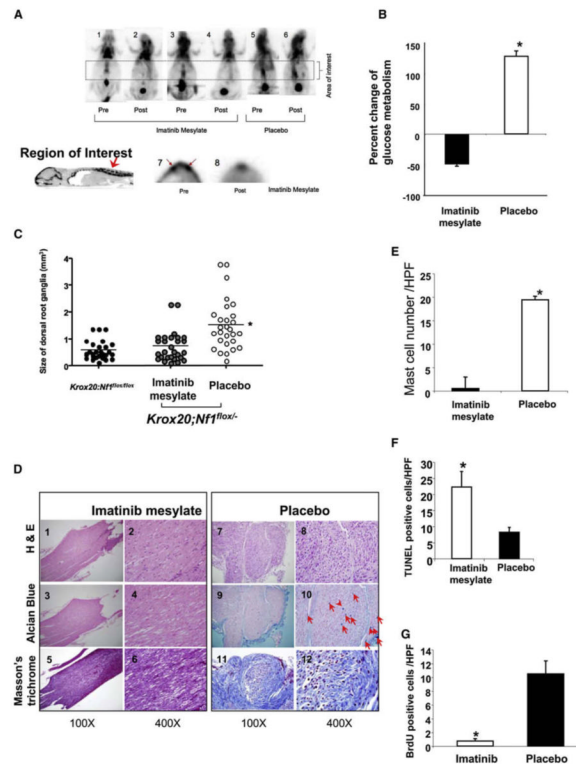 A
1 2 3 4 5 6
Area of interest
Pre Post Pre Post Pre Post
Imatinib Mesylate Placebo
Region of Interest
7 8
Pre Post Imatinib Mesylate
B
Percent change of
glucose metabolism
150
100
50
0
-50
-100
*
Imatinib
mesylate
Placebo
C
Size of dorsal root ganglia (mm³)
4
3
2
1
0
*
Krox20;Nf1flox/flox
Imatinib
mesylate
Placebo
Krox20;Nf1flox/-
E
Mast cell number /HPF
25
20
15
10
5
0
*
Imatinib
mesylate
Placebo
D
Imatinib mesylate Placebo
H & E
1 2 7 8
Alcian Blue
3 4 9 10
Masson's
trichrome
5 6 11 12
100X 400X 100X 400X
F
TUNEL positive cells/HPF
30
25
20
15
10
5
0
*
Imatinib
mesylate
Placebo
G
BrdU positive cells /HPF
14
12
10
8
6
4
2
0
*
Imatinib Placebo